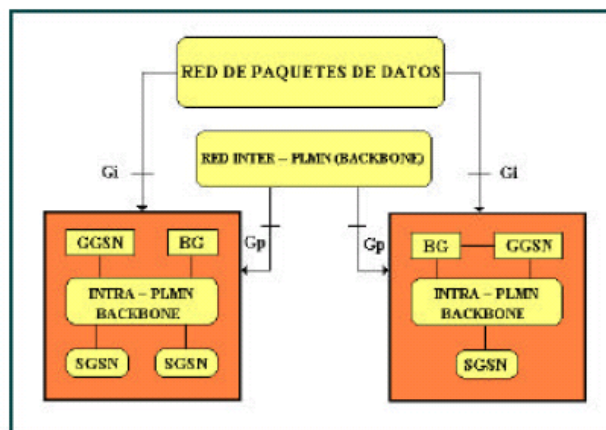 RED DE PAQUETES DE DATOS
RED INTER – PLMN (BACKBONE)
Gi
Gi
Gp
Gp
GGSN
BG
INTRA – PLMN
BACKBONE
SGSN
SGSN
BG
GGSN
INTRA – PLMN
BACKBONE
SGSN